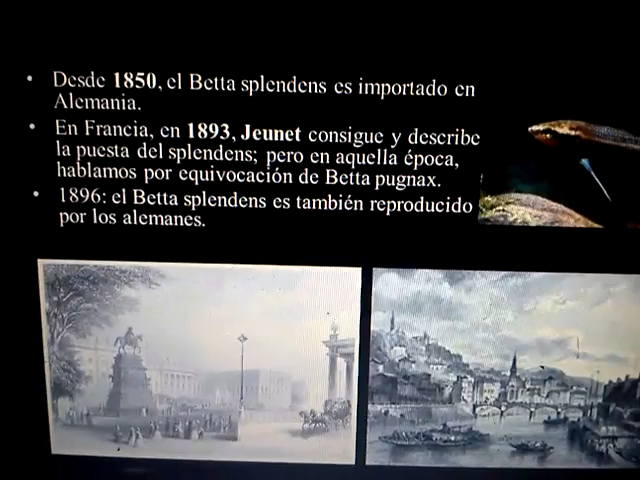 • Desde 1850, el Betta splendens es importado en
Alemania.
• En Francia, en 1893, Jeunet consigue y describe
la puesta del splendens; pero en aquella época,
hablamos por equivocación de Betta pugnax.
• 1896: el Betta splendens es también reproducido
por los alemanes.